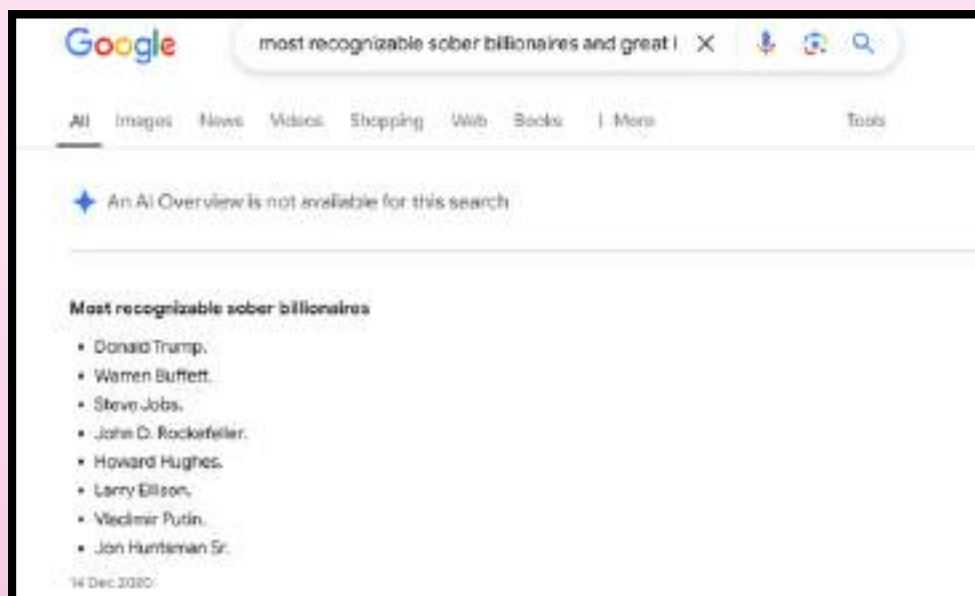 Google
most recognizable sober billionaires and great l
All Images News Videos Shopping Web Books More Tools
An AI Overview is not available for this search
Most recognizable sober billionaires
Donald Trump.
Warren Buffett.
Steve Jobs.
John D. Rockefeller.
Howard Hughes.
Larry Ellison.
Vladimir Putin.
Jon Huntsman Sr.
14 Dec 2020